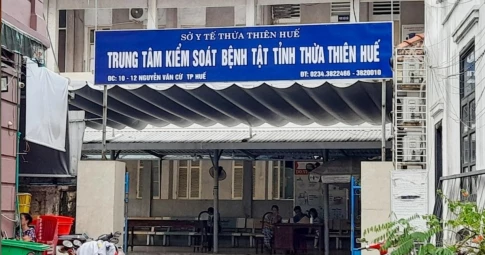 SỞ Y TẾ THỪA THIÊN HUẾ
TRUNG TÂM KIỂM SOÁT BỆNH TẬT TỈNH THỪA THIÊN HUẾ
ĐC: 10 - 12 NGUYỄN VĂN CỪ TP HUẾ ĐT: 0234.3822466 - 3820010